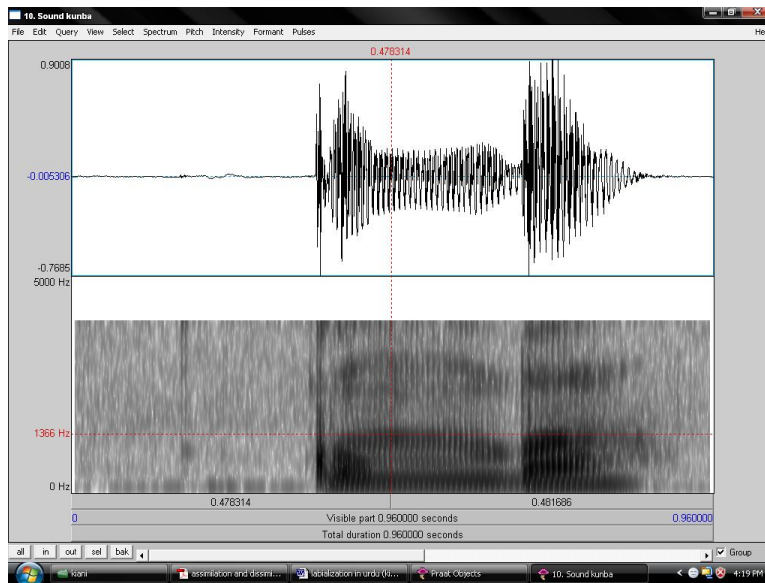 10. Sound kunba
File Edit Query View Select Spectrum Pitch Intensity Formant Pulses He
0.478314
0.9008
-0.005306
-0.7685
5000 Hz
1366 Hz
0 Hz
0.478314 0.481686
0 Visible part 0.960000 seconds 0.960000
Total duration 0.960000 seconds
all in out sel bak Group
kiani assimilation and dissimi... labialization in urdu (ki... Praat Objects 10. Sound kunba 4:19 PM